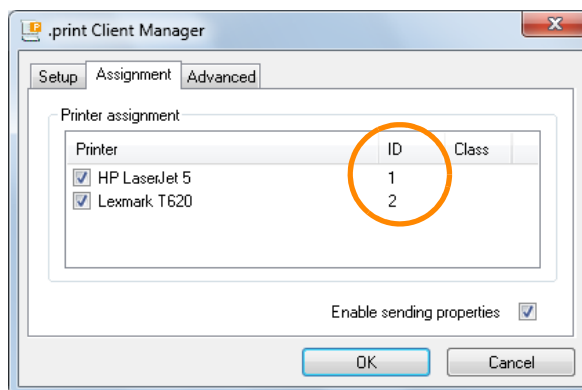 .print Client Manager
Setup Assignment Advanced
Printer assignment
Printer ID Class
HP LaserJet 5 1
Lexmark T620 2
Enable sending properties
OK Cancel